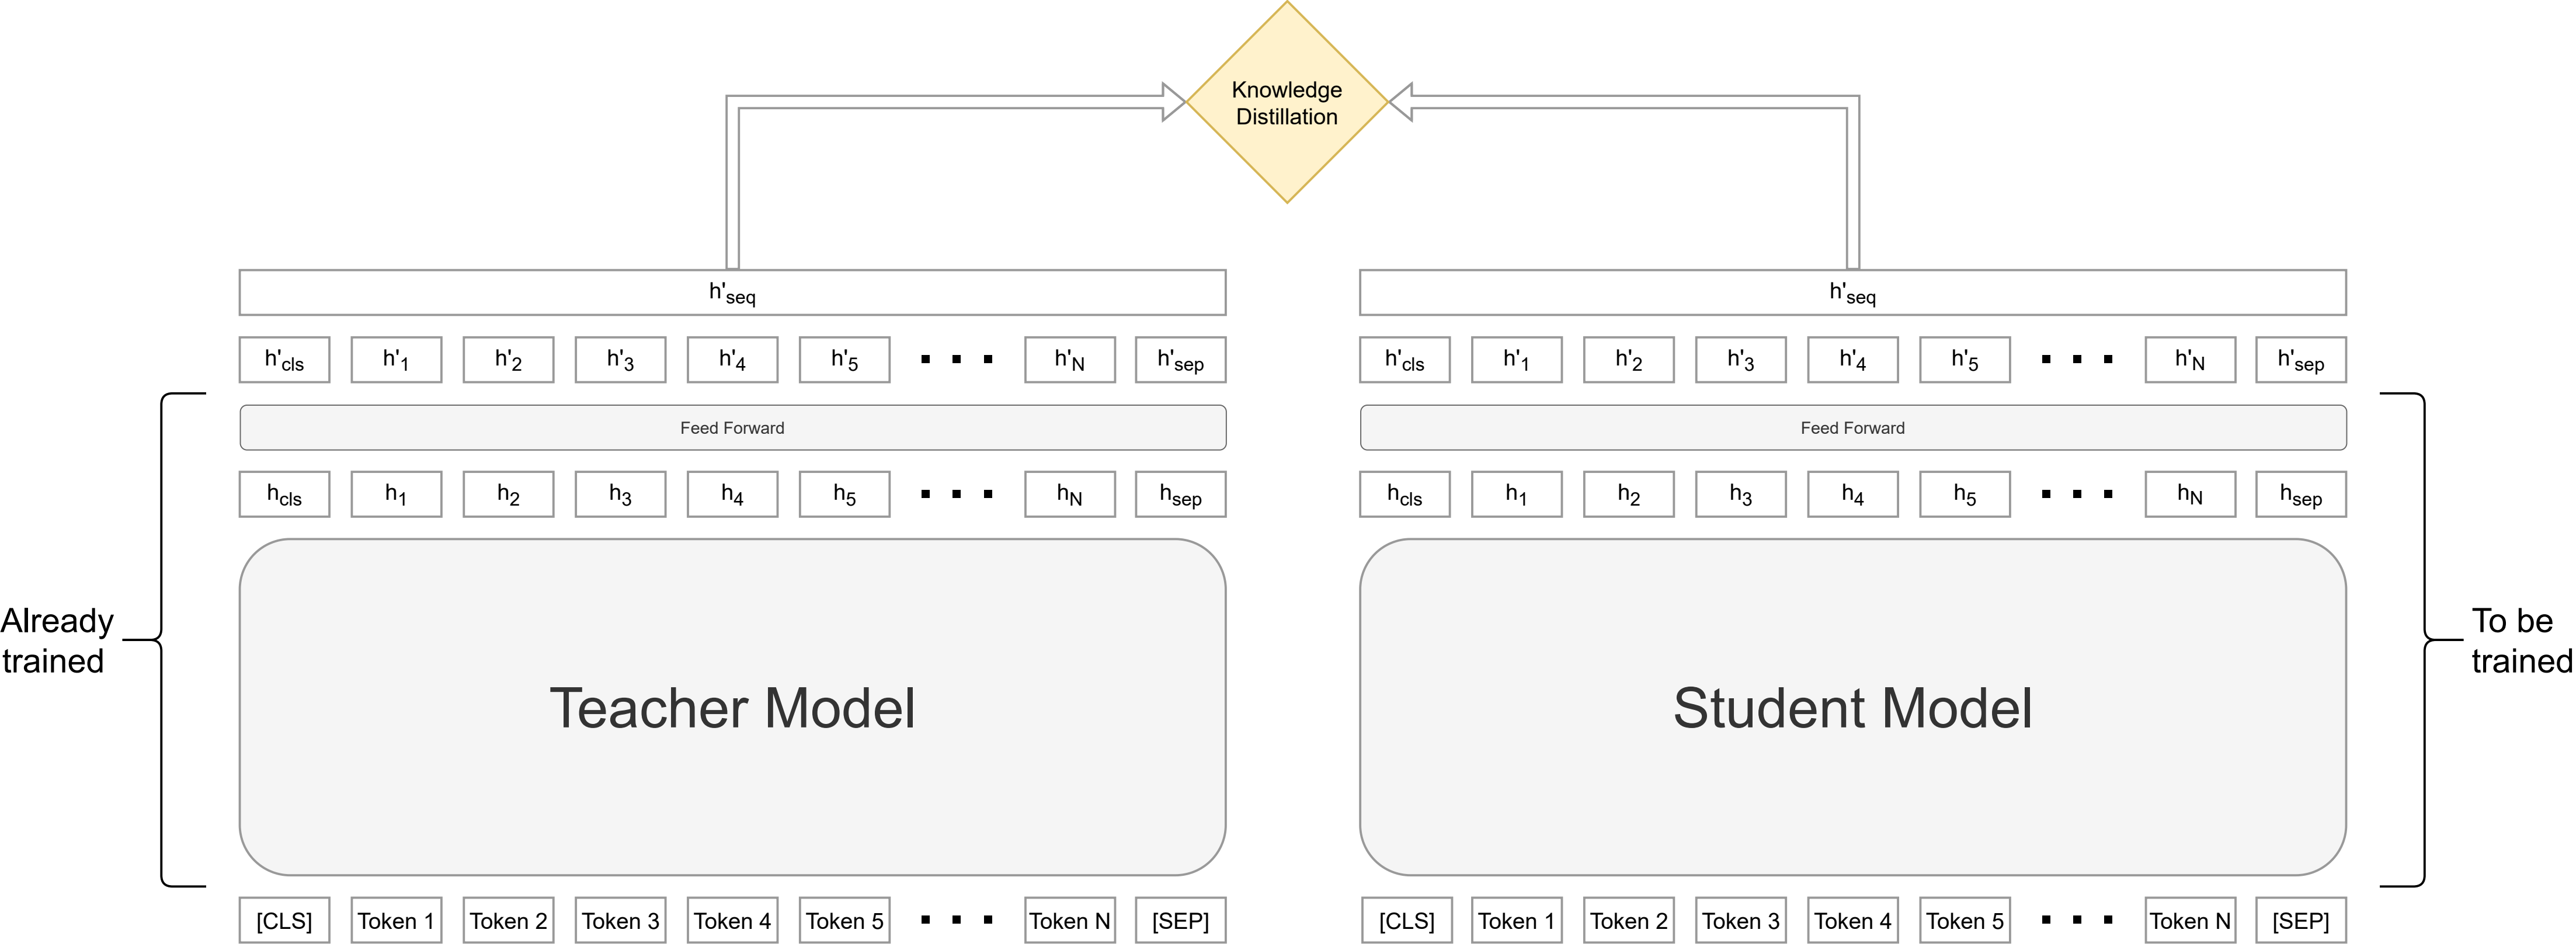 Knowledge
Distillation
h'seq h'seq
h'cls h'1 h'2 h'3 h'4 h'5 ▪ ▪ ▪ h'N h'sep h'cls h'1 h'2 h'3 h'4 h'5 ▪ ▪ ▪ h'N h'sep
Feed Forward Feed Forward
hcls h1 h2 h3 h4 h5 ▪ ▪ ▪ hN hsep hcls h1 h2 h3 h4 h5 ▪ ▪ ▪ hN hsep
Already
trained
To be
trained
Teacher Model Student Model
[CLS] Token 1 Token 2 Token 3 Token 4 Token 5 ▪ ▪ ▪ Token N [SEP] [CLS] Token 1 Token 2 Token 3 Token 4 Token 5 ▪ ▪ ▪ Token N [SEP]